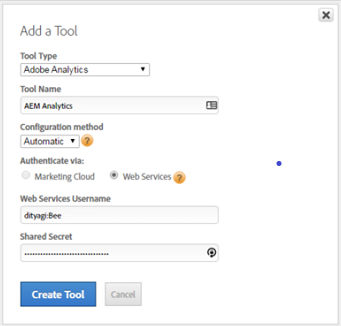 Add a Tool
Tool Type
Adobe Analytics
Tool Name
AEM Analytics
Configuration method
Automatic ?
Authenticate via:
Marketing Cloud Web Services ?
Web Services Username
dityagi:Bee
Shared Secret
Create Tool Cancel